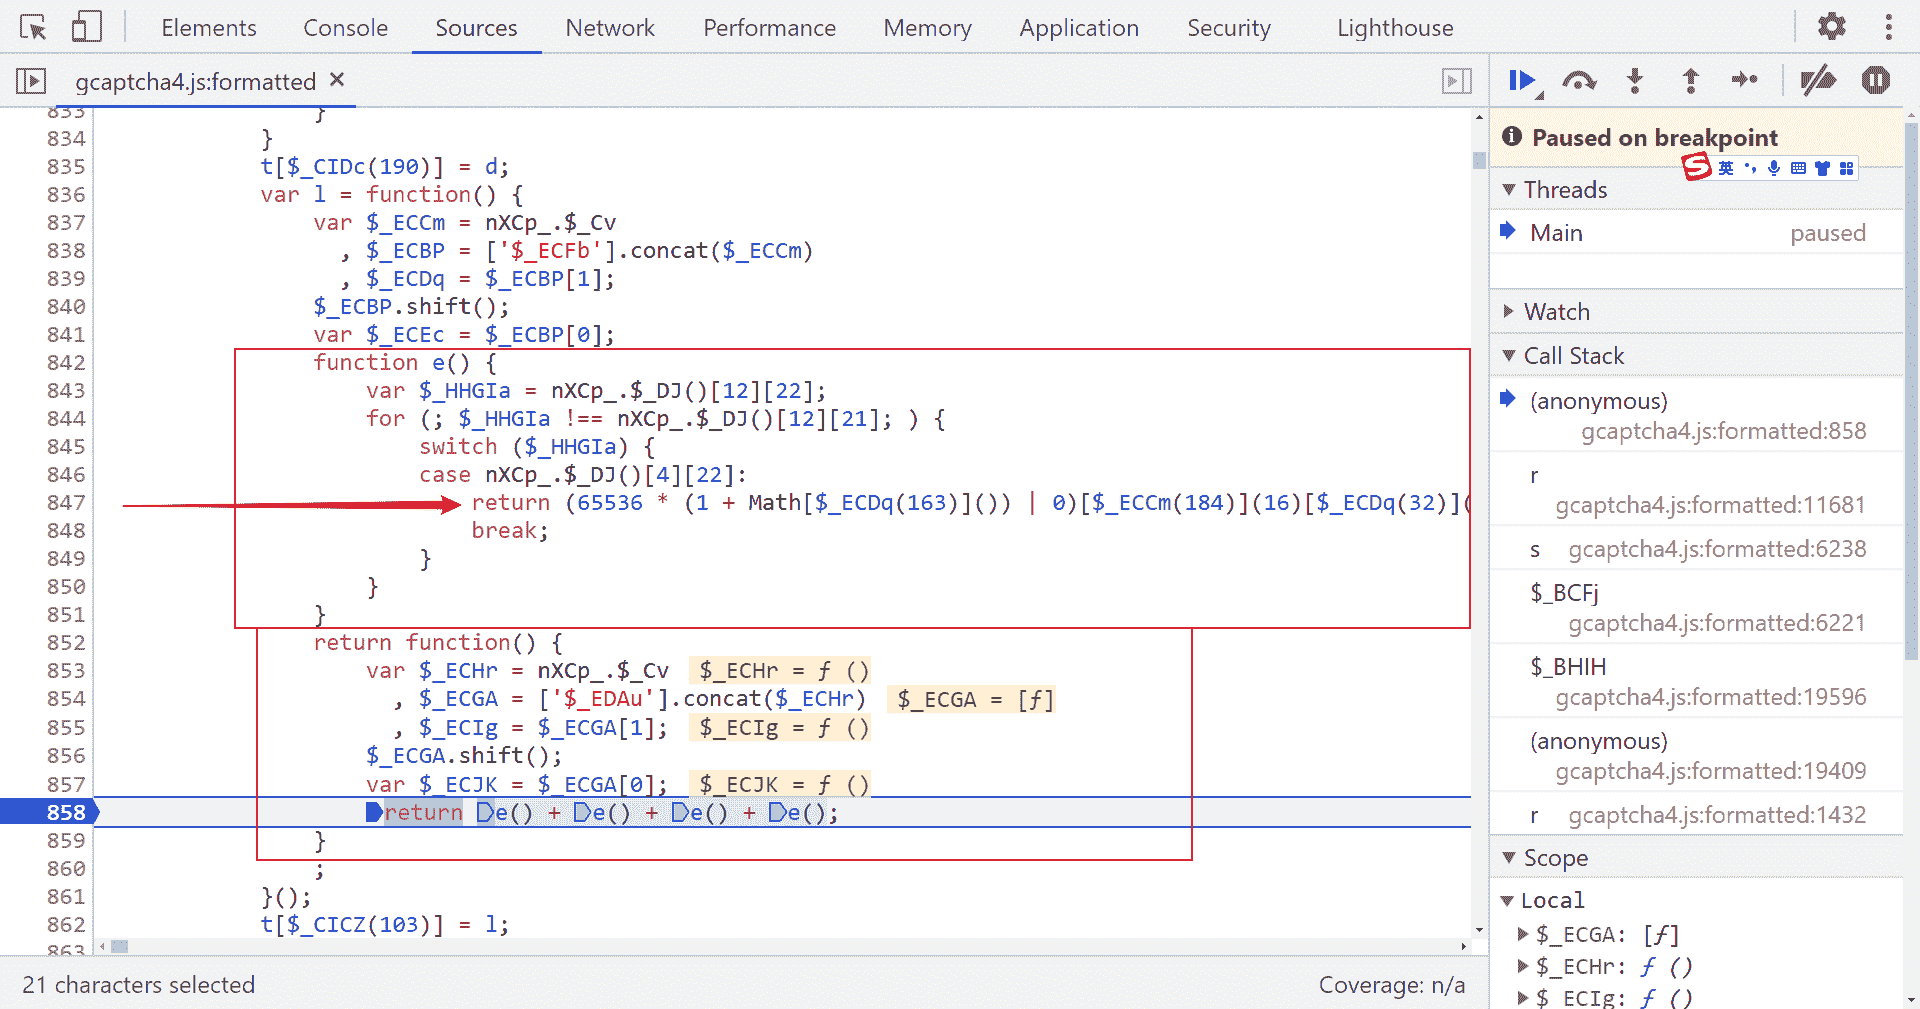 Elements Console Sources Network Performance Memory Application Security Lighthouse
gcaptcha4.js:formatted ×
833 }
834 }
835 t[$_CIDc(190)] = d;
836 var l = function() {
837 var $_ECCm = nXCp_.$_Cv
838 , $_ECBP = ['$_ECFb'].concat($_ECCm)
839 , $_ECDq = $_ECBP[1];
840 $_ECBP.shift();
841 var $_ECEc = $_ECBP[0];
842 function e() {
843 var $_HHGIa = nXCp_.$_DJ()[12][22];
844 for (; $_HHGIa !== nXCp_.$_DJ()[12][21]; ) {
845 switch ($_HHGIa) {
846 case nXCp_.$_DJ()[4][22]:
847 return (65536 * (1 + Math[$_ECDq(163)]()) | 0)[$_ECCm(184)](16)[$_ECDq(32)](
848 break;
849 }
850 }
851 }
852 return function() {
853 var $_ECHr = nXCp_.$_Cv $_ECHr = ƒ ()
854 , $_ECGA = ['$_EDAu'].concat($_ECHr) $_ECGA = [ƒ]
855 , $_ECIg = $_ECGA[1]; $_ECIg = ƒ ()
856 $_ECGA.shift();
857 var $_ECJK = $_ECGA[0]; $_ECJK = ƒ ()
858 return e() + e() + e() + e();
859 }
860 ;
861 }();
862 t[$_CICZ(103)] = l;
863
21 characters selected
Coverage: n/a
Paused on breakpoint
S 英
Threads
Main paused
Watch
Call Stack
(anonymous)
gcaptcha4.js:formatted:858
r
gcaptcha4.js:formatted:11681
s gcaptcha4.js:formatted:6238
$_BCFj
gcaptcha4.js:formatted:6221
$_BHIH
gcaptcha4.js:formatted:19596
(anonymous)
gcaptcha4.js:formatted:19409
r gcaptcha4.js:formatted:1432
Scope
Local
$_ECGA: [ƒ]
$_ECHr: ƒ ()
$_ECIg: ƒ ()